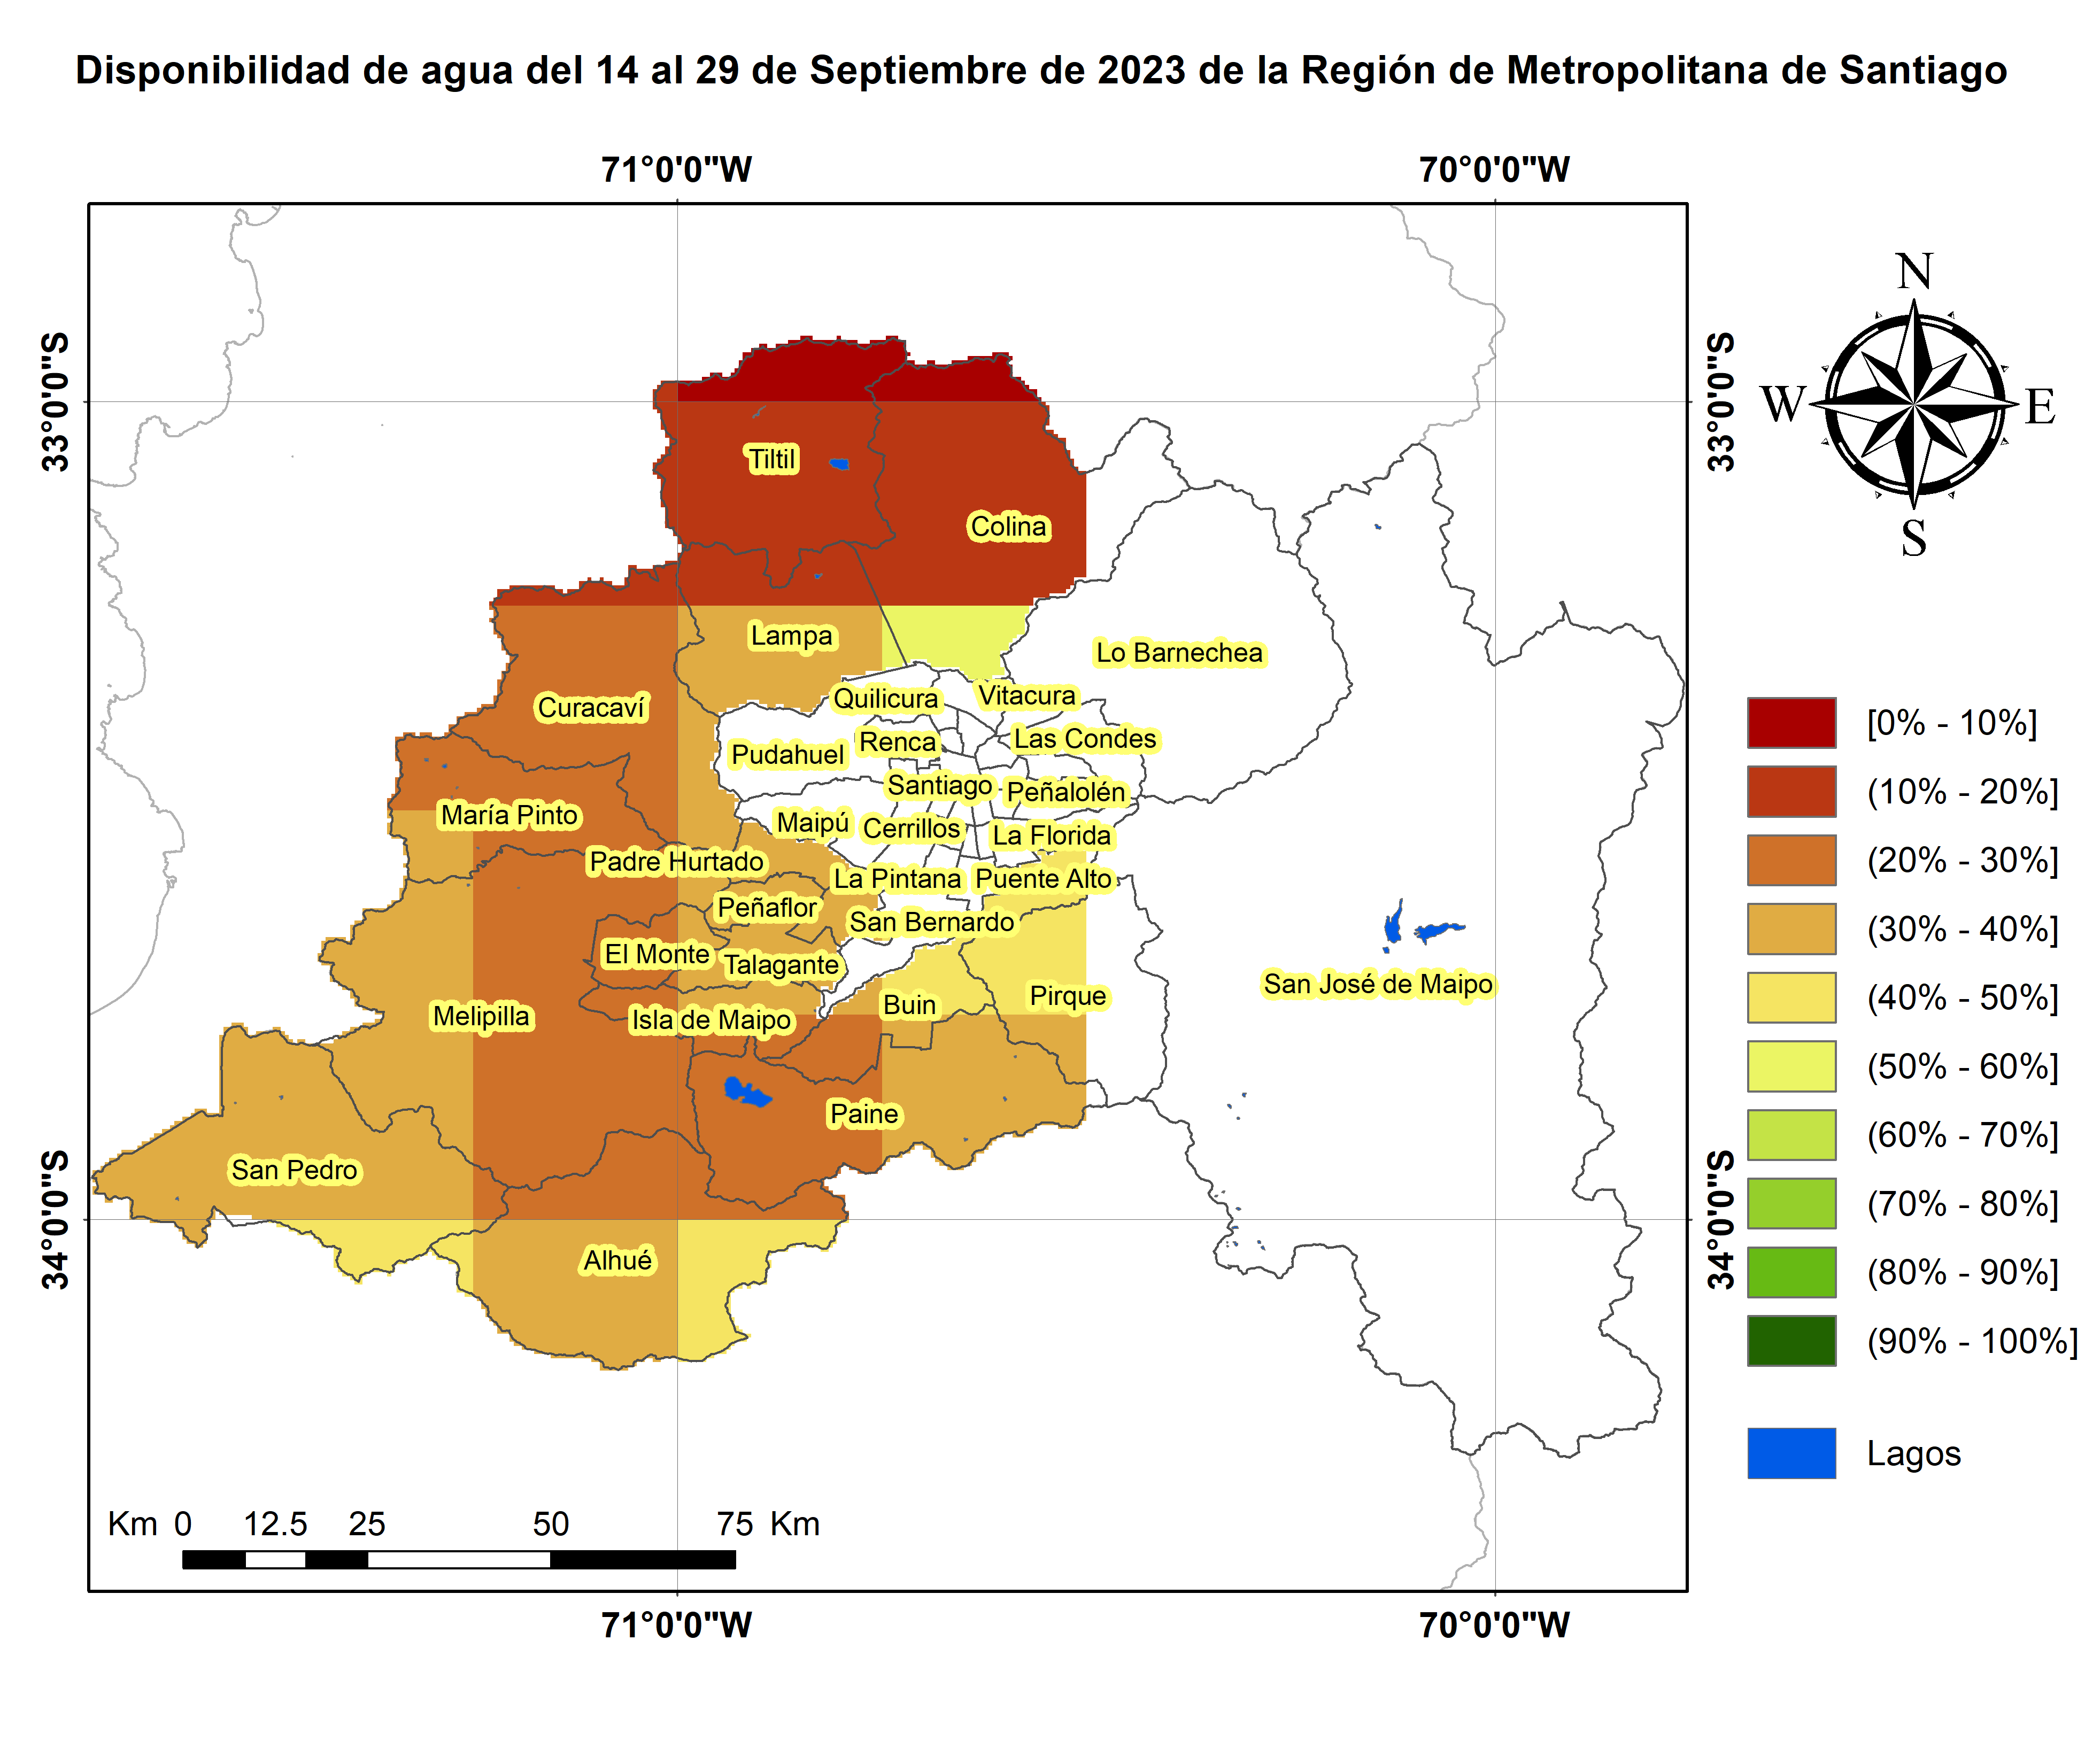 Disponibilidad de agua del 14 al 29 de Septiembre de 2023 de la Región de Metropolitana de Santiago
71°0'0"W
70°0'0"W
33°0'0"S
33°0'0"S
N
W
E
S
Tiltil
Colina
Lampa
Lo Barnechea
Quilicura
Vitacura
Curacaví
Pudahuel
Renca
Las Condes
Santiago
Peñalolén
María Pinto
Maipú
Cerrillos
La Florida
Padre Hurtado
La Pintana
Puente Alto
Peñaflor
San Bernardo
El Monte
Talagante
San José de Maipo
Buin
Pirque
Melipilla
Isla de Maipo
Paine
San Pedro
Alhué
34°0'0"S
34°0'0"S
[0% - 10%]
(10% - 20%]
(20% - 30%]
(30% - 40%]
(40% - 50%]
(50% - 60%]
(60% - 70%]
(70% - 80%]
(80% - 90%]
(90% - 100%]
Lagos
Km 0 12.5 25 50 75 Km
71°0'0"W
70°0'0"W